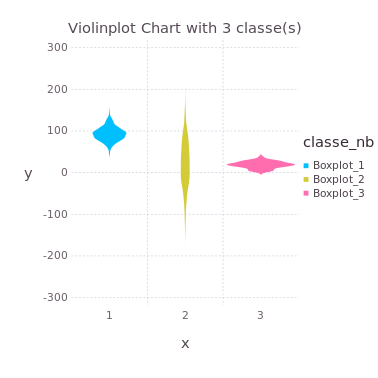 Violinplot Chart with 3 classe(s)
300
200
100
0
-100
-200
-300
y
1
2
3
x
classe_nb
Boxplot_1
Boxplot_2
Boxplot_3